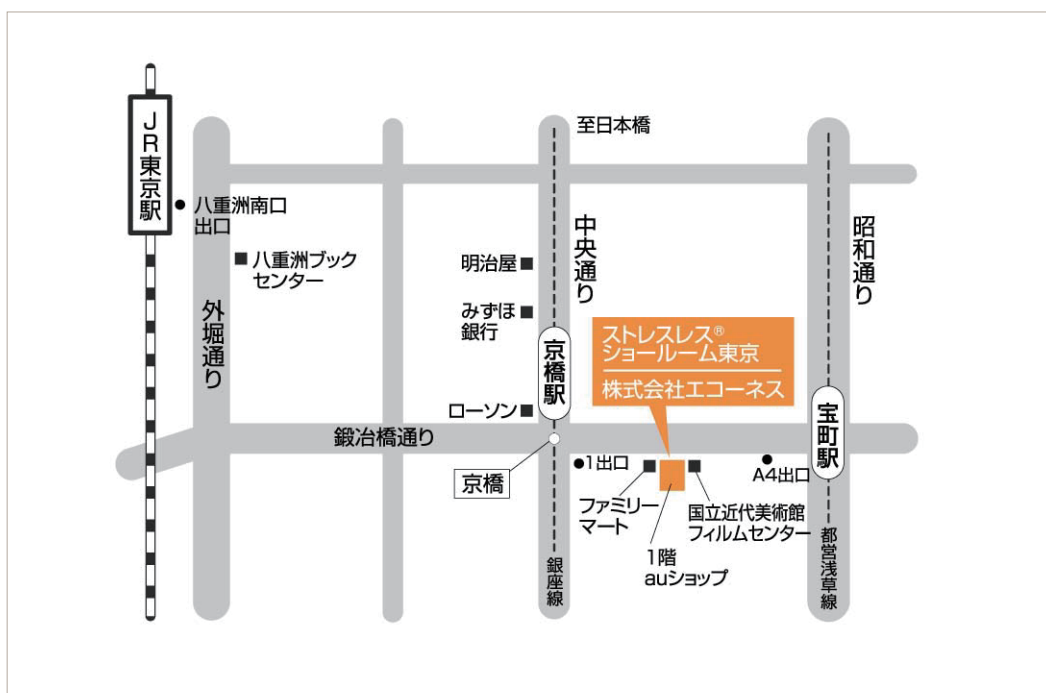 JR東京駅
八重洲南口
出口
八重洲ブック
センター
外堀通り
至日本橋
中央通り
昭和通り
明治屋
みずほ
銀行
京橋駅
ストレスレス®
ショールーム東京
株式会社エコーネス
ローソン
宝町駅
鍛冶橋通り
京橋
1出口
A4出口
ファミリー
マート
国立近代美術館
フィルムセンター
1階
auショップ
銀座線
都営浅草線